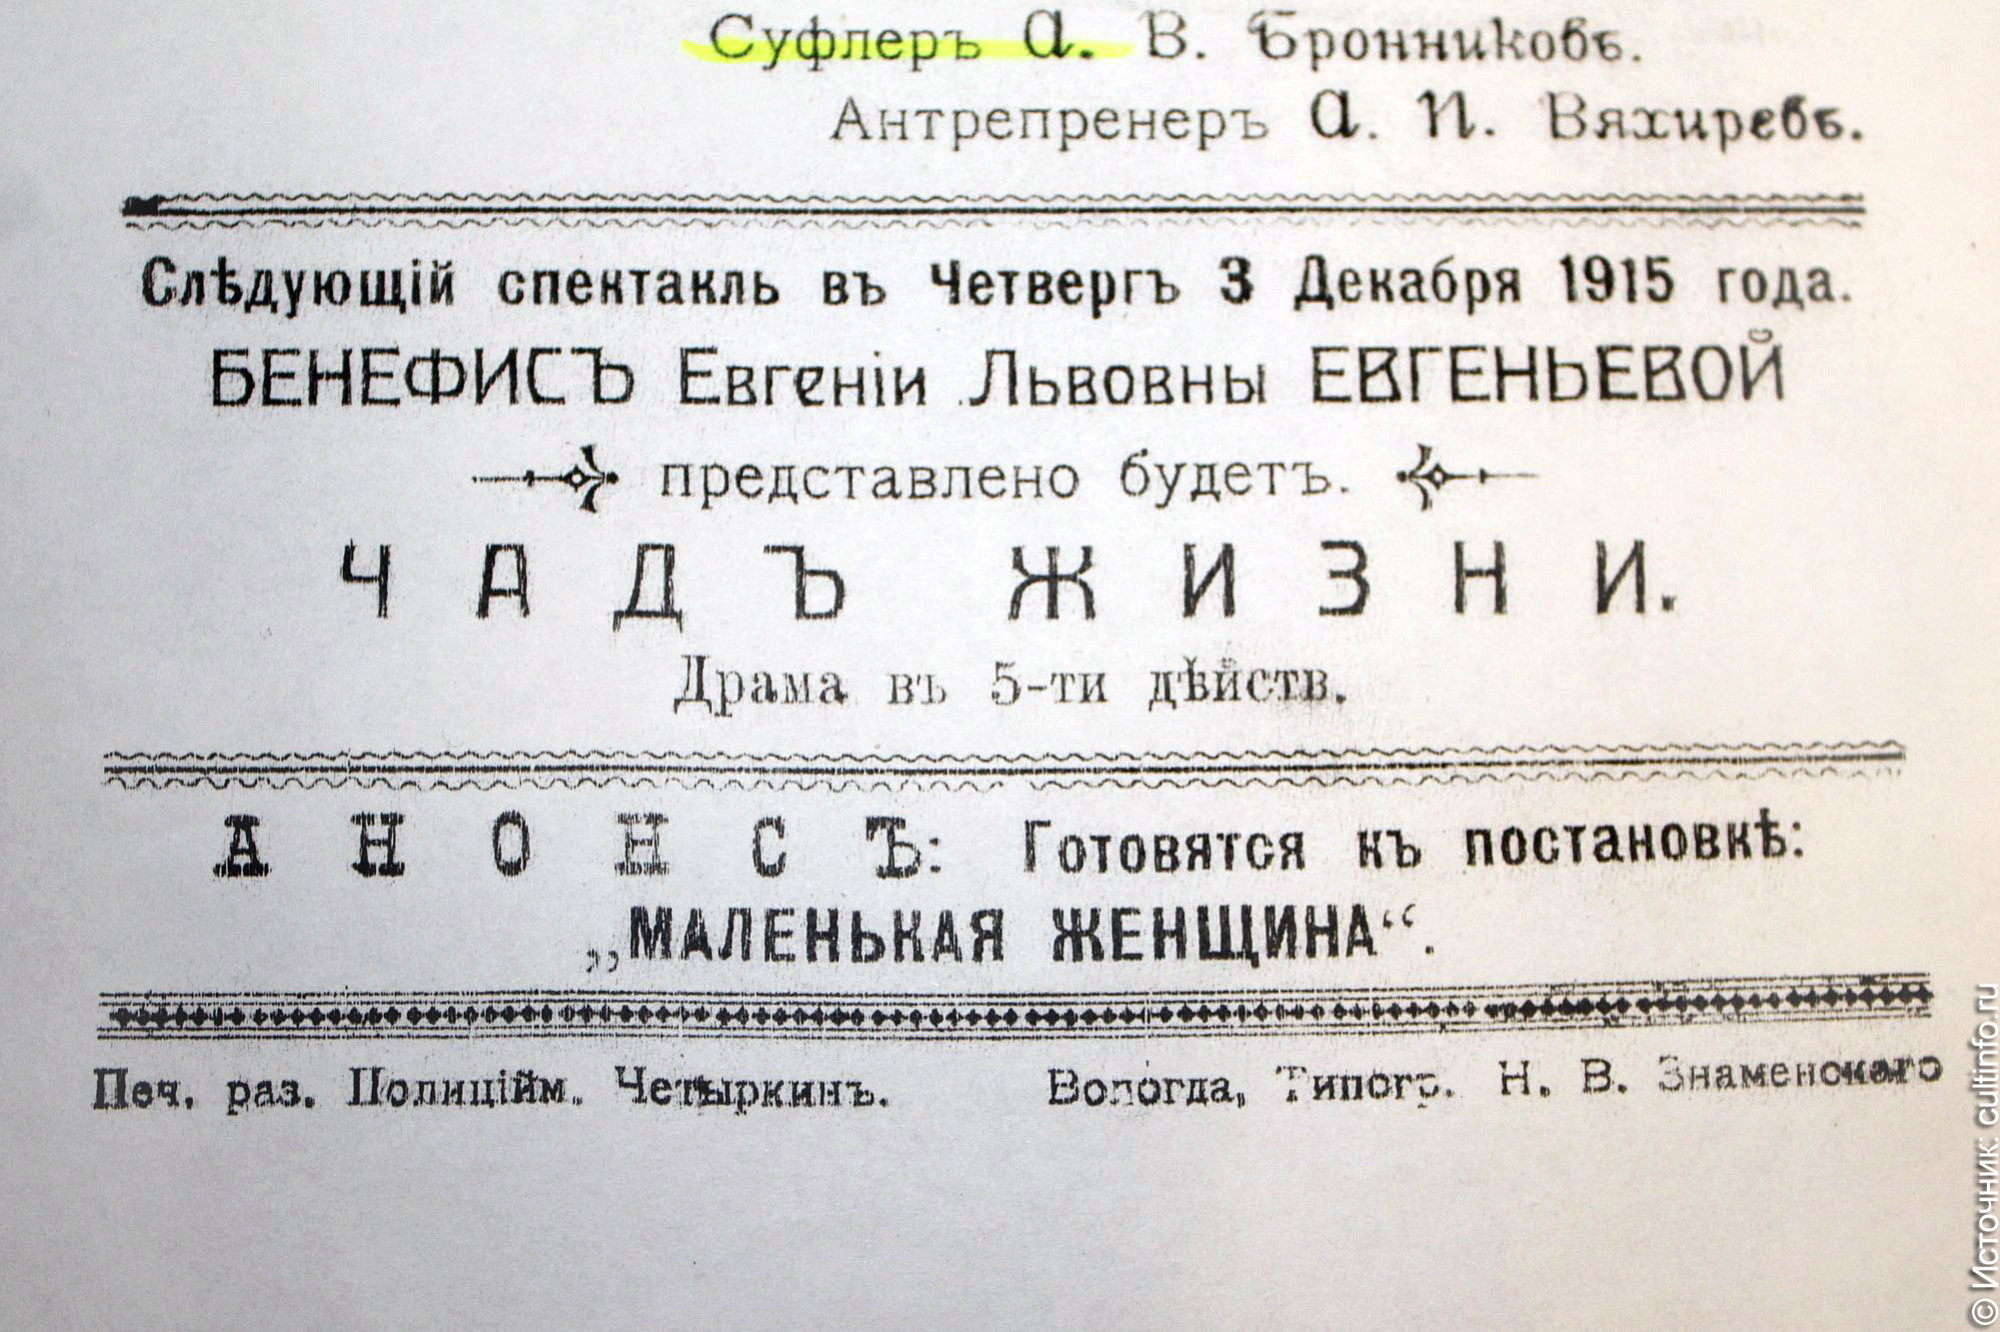 Суфлеръ А. В. Бронниковъ.
Антрепренеръ А. П. Вяхиревъ.
Слѣдующій спектакль въ Четвергъ 3 Декабря 1915 года.
БЕНЕФИСЪ Евгеніи Львовны ЕВГЕНЬЕВОЙ
представлено будетъ.
ЧАДЪ ЖИЗНИ.
Драма въ 5-ти дѣйств.
АНОНСЪ: Готовятся къ постановкѣ:
„МАЛЕНЬКАЯ ЖЕНЩИНА“.
Печ. раз. Полиційм. Четыркинъ. Вологда, Типогр. Н. В. Знаменскаго
© Источник: cultinfo.ru